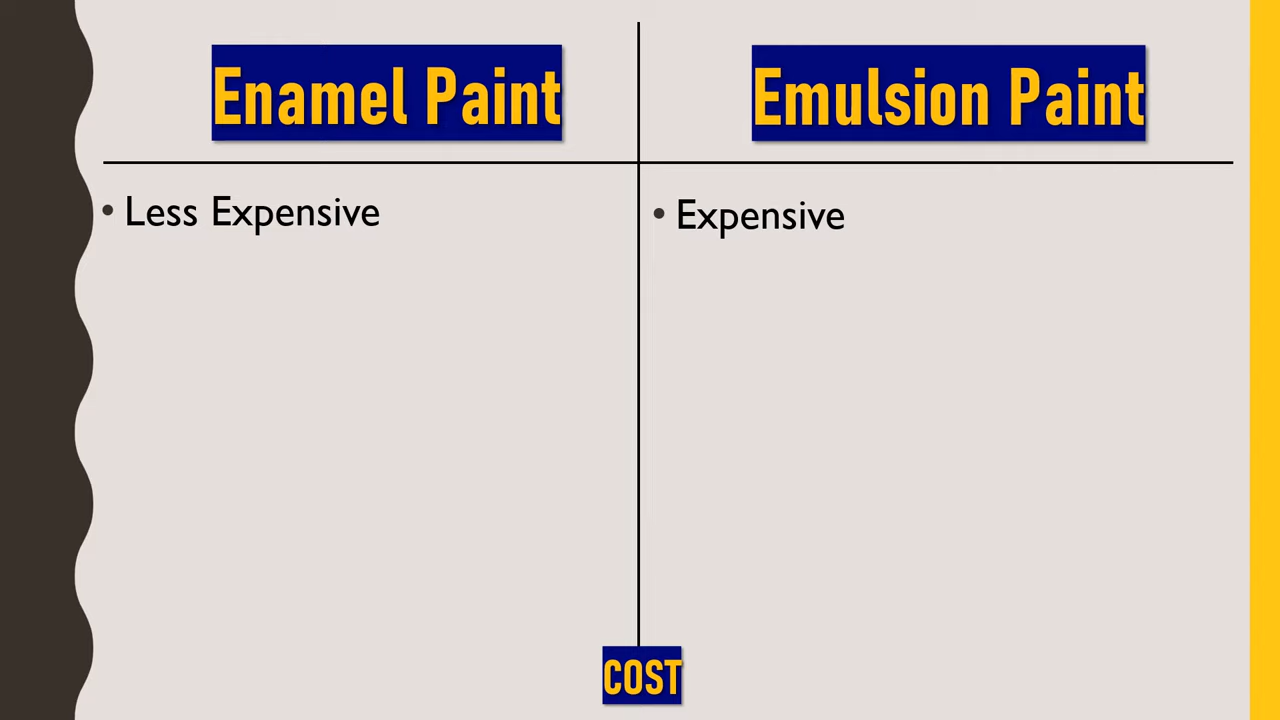 Enamel Paint
Emulsion Paint
• Less Expensive
• Expensive
COST